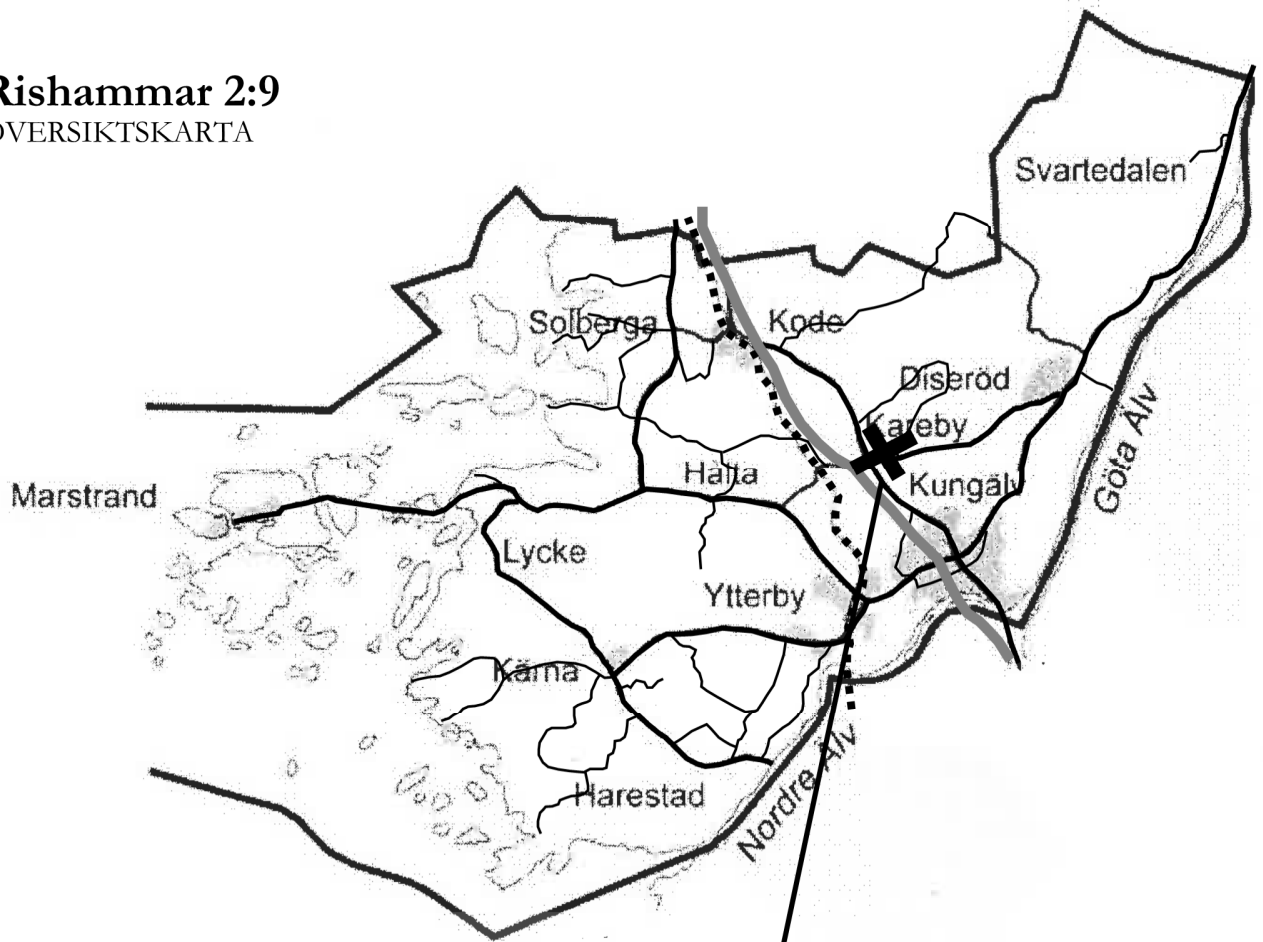 Rishammar 2:9
ÖVERSIKTSKARTA
Svartedalen
Solberga
Kode
Diseröd
Kareby
Hålta
Kungälv
Marstrand
Göta Älv
Lycke
Ytterby
Kärna
Nordre Älv
Harestad